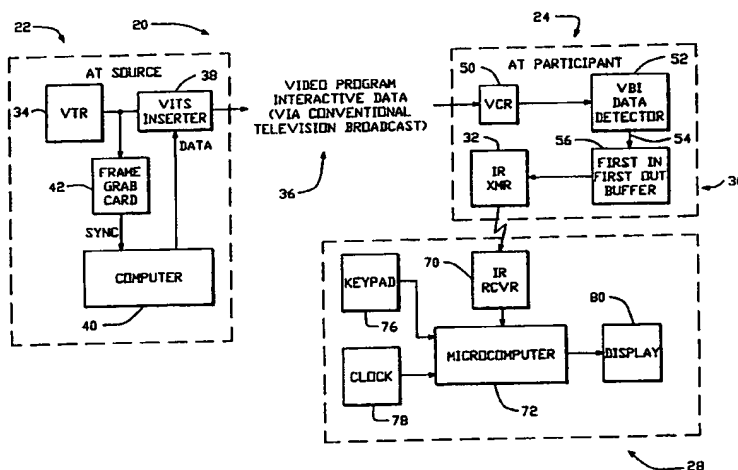 22
20
24
AT SOURCE
38
34
VTR
VITS
INSERTER
DATA
42
FRAME
GRAB
CARD
SYNC
COMPUTER
40
VIDEO PROGRAM
INTERACTIVE DATA
(VIA CONVENTIONAL
TELEVISION BROADCAST)
36
AT PARTICIPANT
50
52
VCR
VBI
DATA
DETECTOR
54
32
56
IR
XMR
FIRST IN
FIRST OUT
BUFFER
70
IR
RCVR
KEYPAD
76
80
MICROCOMPUTER
DISPLAY
CLOCK
72
78
28